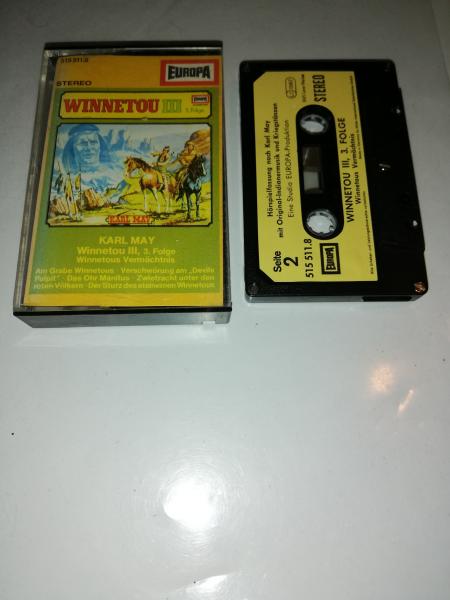 515 511.8
EUROPA
STEREO
WINNETOU III
3. Folge
EUROPA
KARL MAY
KARL MAY
Winnetou III, 3. Folge
Winnetous Vermächtnis
Am Grabe Winnetous · Verschwörung am „Devils
Pulpit“ · Das Ohr Manitus · Zwietracht unter den
roten Völkern · Der Sturz des steinernen Winnetous
STEREO
Hörspielfassung nach Karl May
mit Original-Indianermusik und Kriegstänzen
Eine Studio EUROPA-Produktion
Seite
2
515 511.8
WINNETOU III, 3. FOLGE
Winnetous Vermächtnis
EUROPA